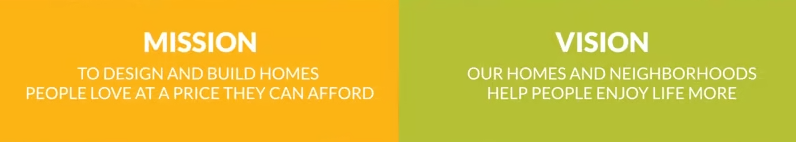 MISSION
TO DESIGN AND BUILD HOMES
PEOPLE LOVE AT A PRICE THEY CAN AFFORD
VISION
OUR HOMES AND NEIGHBORHOODS
HELP PEOPLE ENJOY LIFE MORE